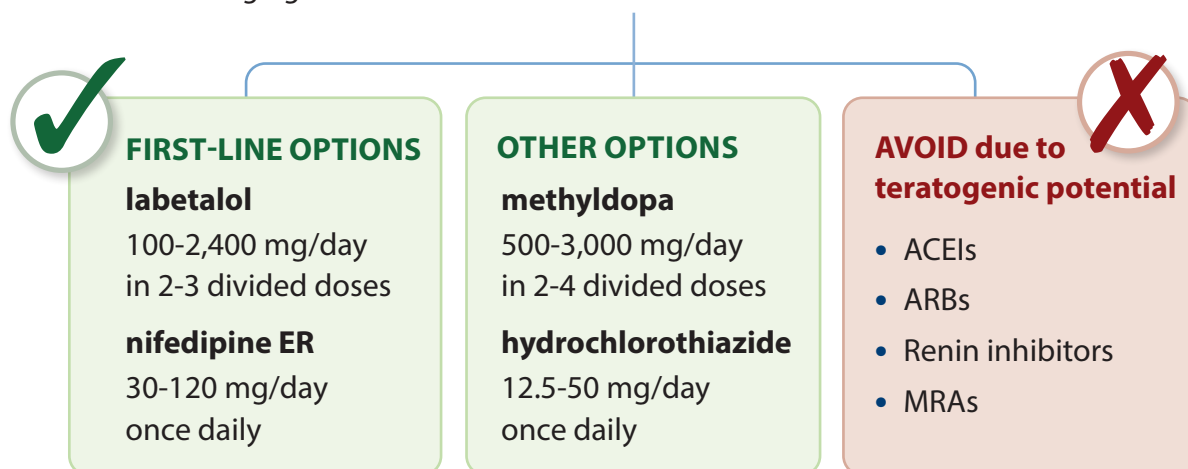 FIRST-LINE OPTIONS
labetalol
100-2,400 mg/day
in 2-3 divided doses
nifedipine ER
30-120 mg/day
once daily
OTHER OPTIONS
methyldopa
500-3,000 mg/day
in 2-4 divided doses
hydrochlorothiazide
12.5-50 mg/day
once daily
AVOID due to
teratogenic potential
• ACEIs
• ARBs
• Renin inhibitors
• MRAs